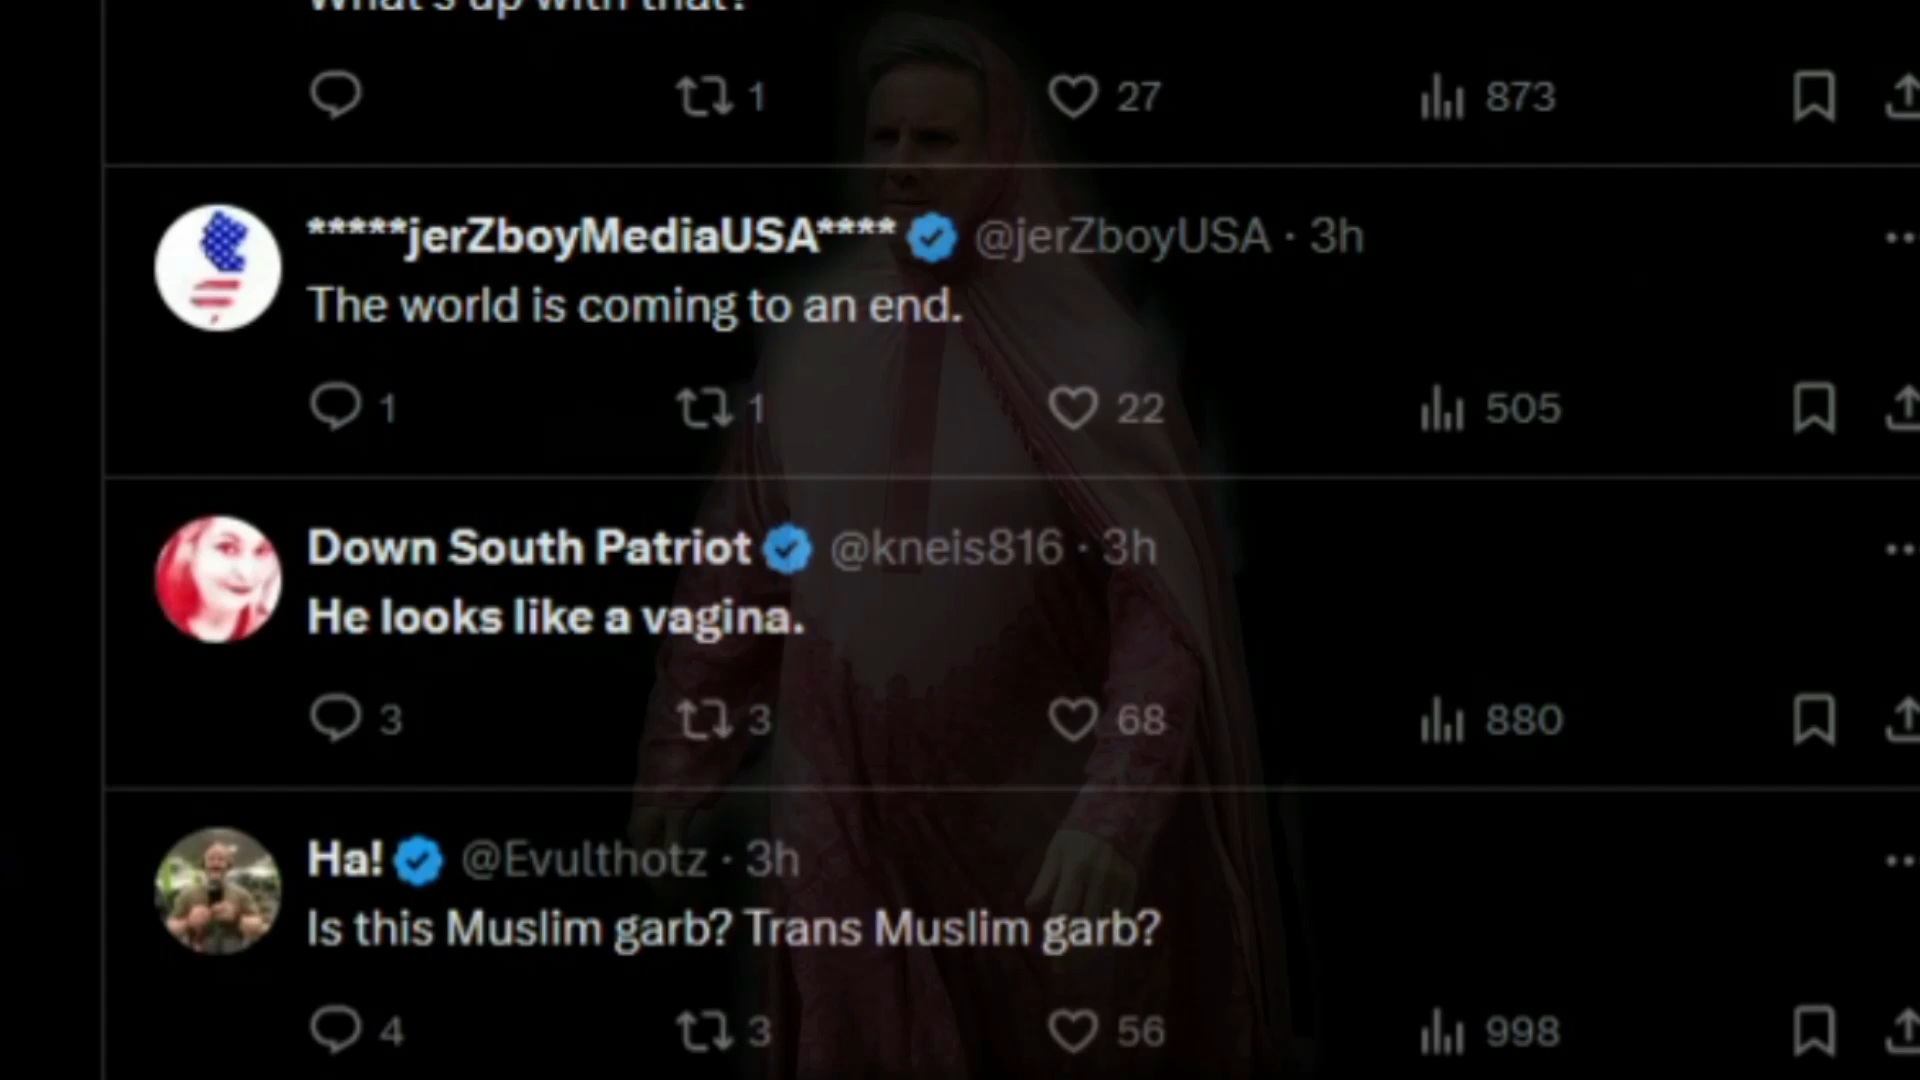 What's up with that?
1 27 873
*****jerZboyMediaUSA**** @jerZboyUSA · 3h
The world is coming to an end.
1 1 22 505
Down South Patriot @kneis816 · 3h
He looks like a vagina.
3 3 68 880
Ha! @Evulthotz · 3h
Is this Muslim garb? Trans Muslim garb?
4 3 56 998